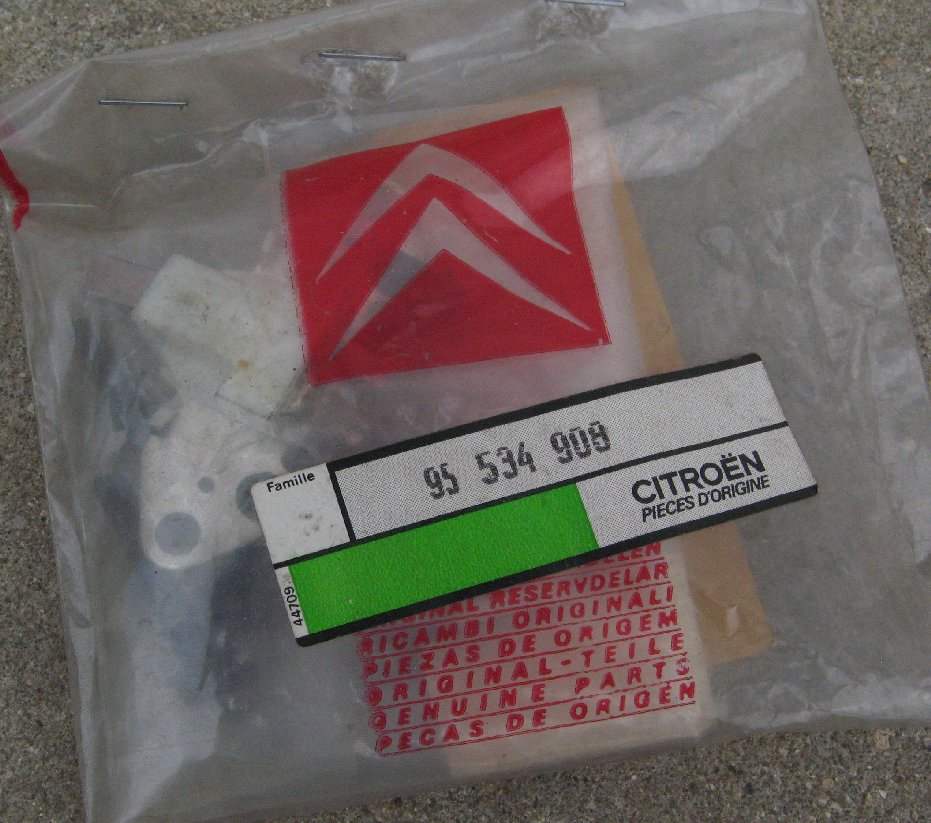 Famille
95 534 908
CITROËN
PIECES D'ORIGINE
44709
RESERVDELAR
RICAMBI ORIGINALI
PIEZAS DE ORIGEM
ORIGINAL-TEILE
GENUINE PARTS
PECAS DE ORIGEN